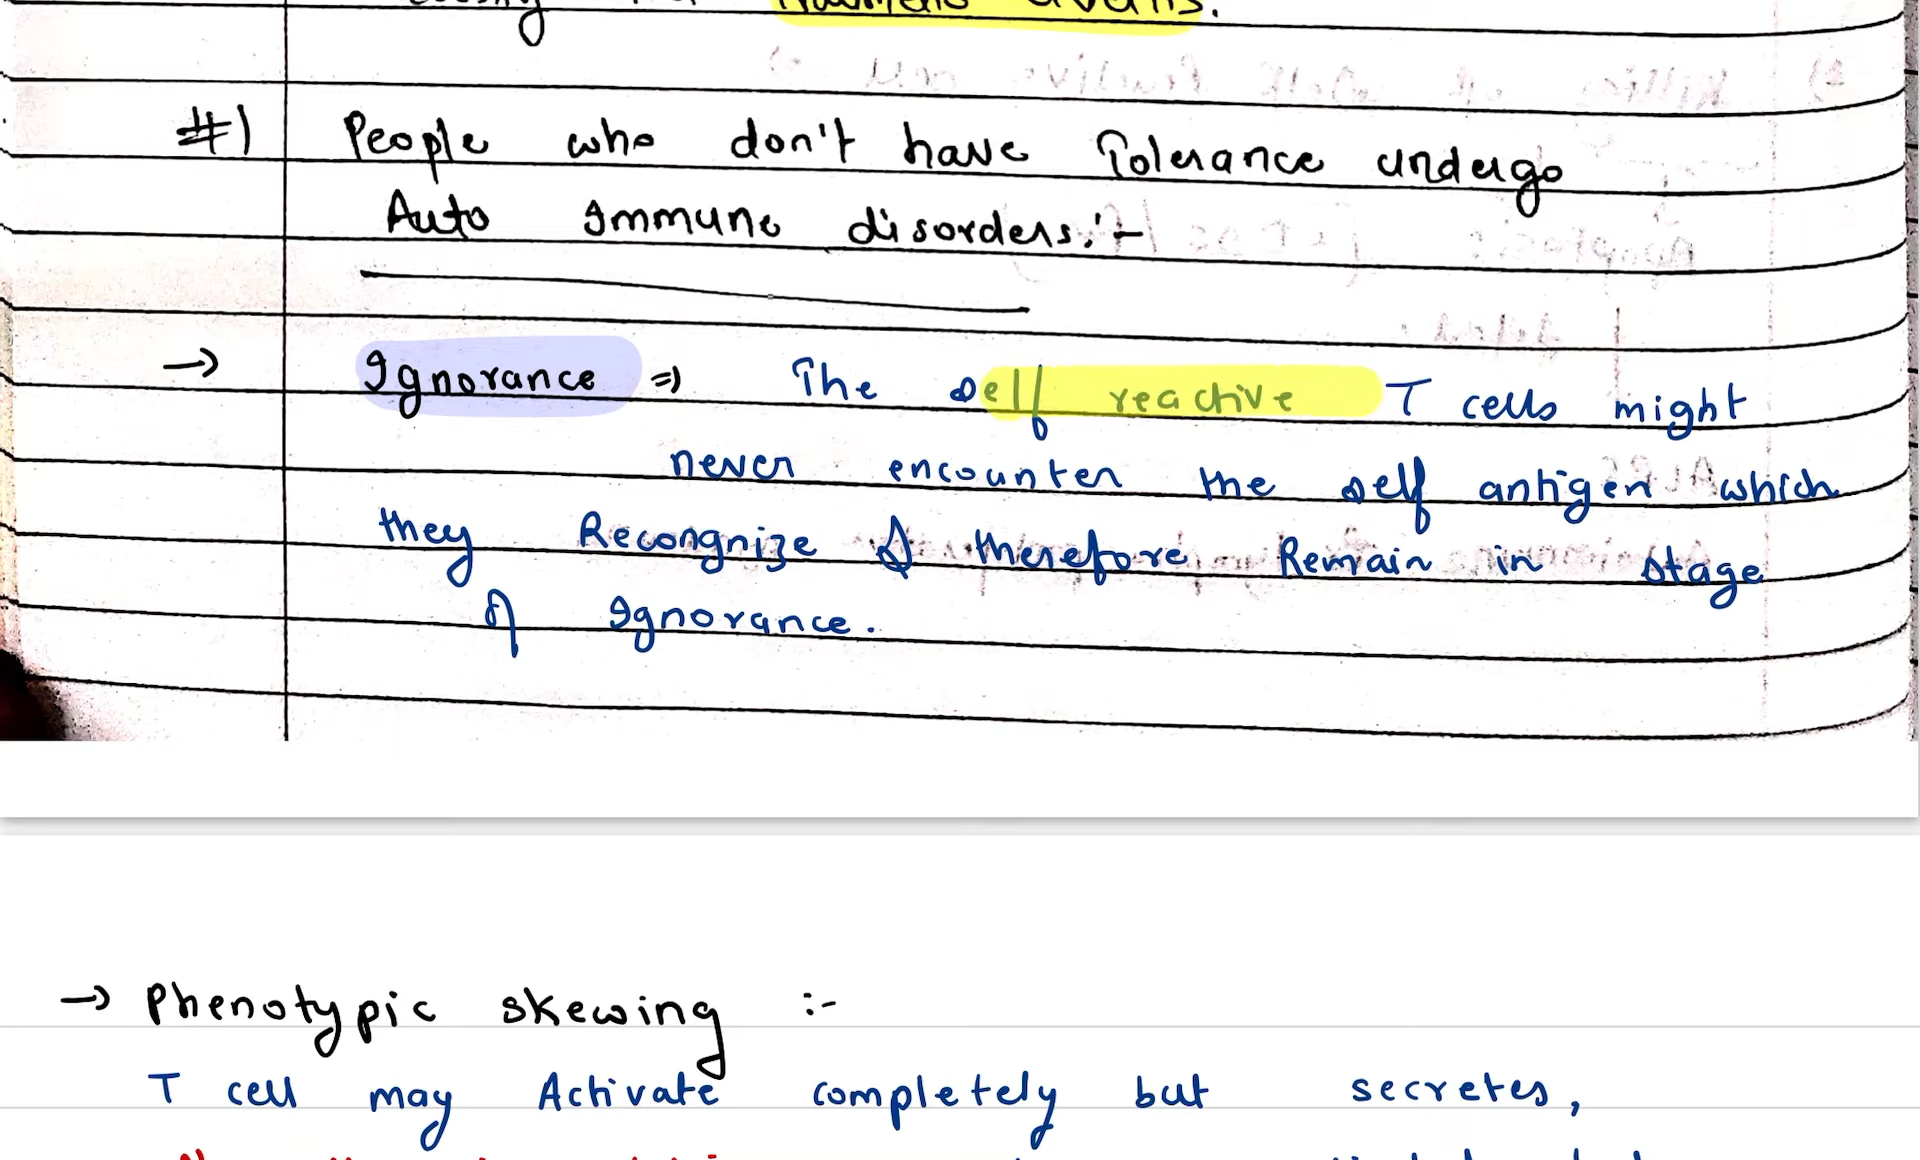 #1 People who don't have Tolerance undergo
Auto Immune disorders:-
→ Ignorance ⇒ The self reactive T cells might
never encounter the self antigen which
they Recongnize & therefore Remain in stage
of Ignorance.
→ Phenotypic skewing :-
T cell may Activate completely but secretes,